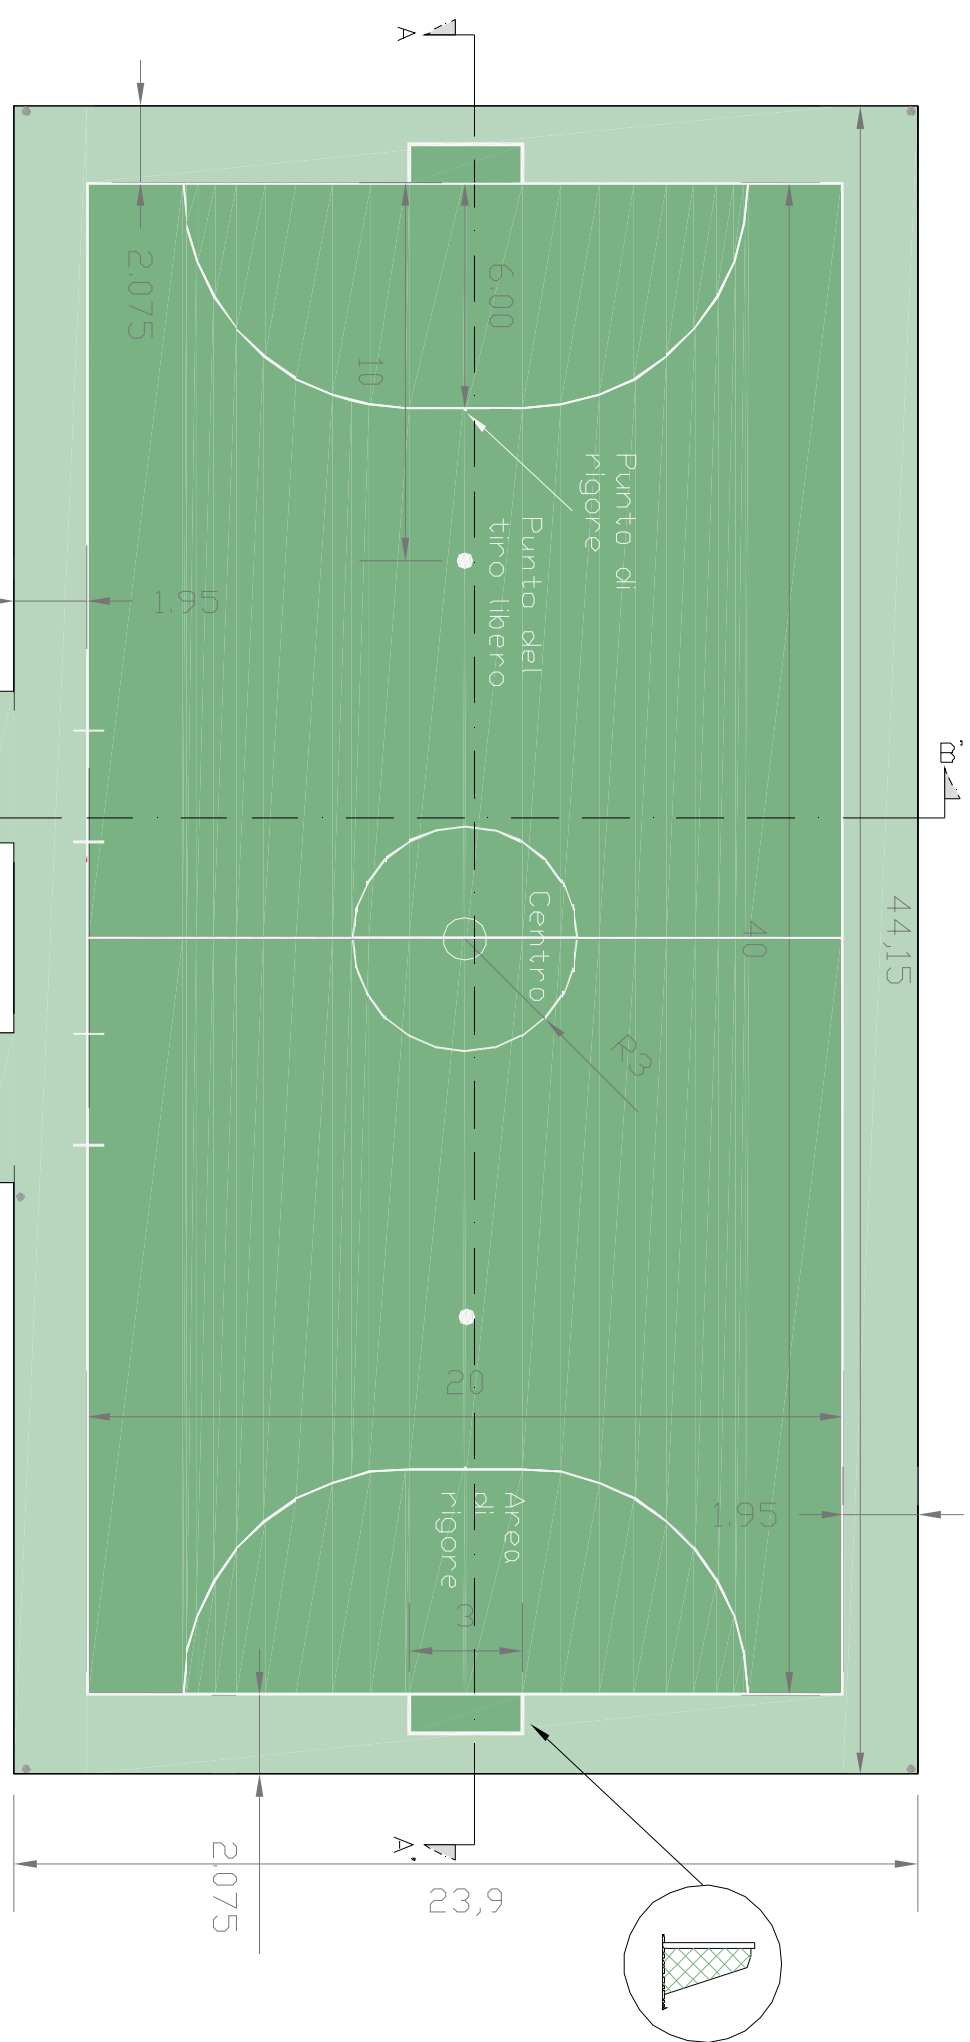 A
2.075
6.00
10
Punto di
rigore
Punto del
tiro libero
1.95
B'
44,15
40
Centro
R3
20
Area
di
rigore
1.95
3
A'
2.075
23,9